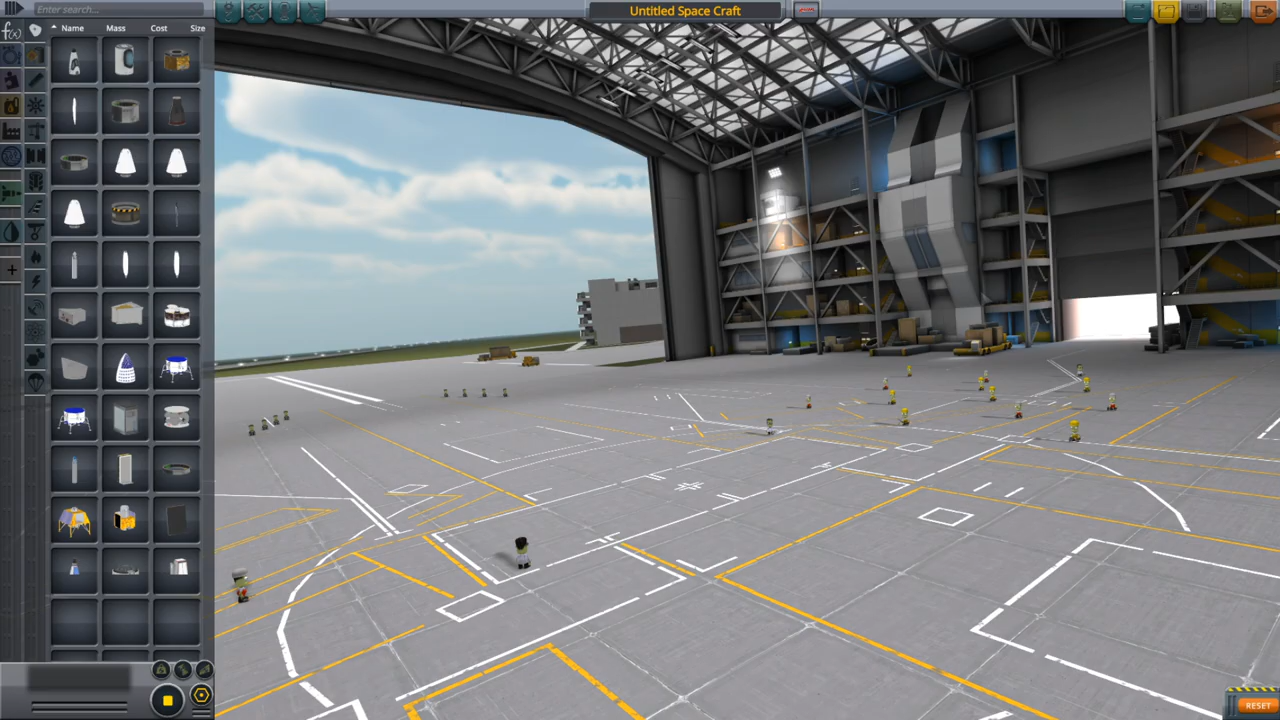 Enter search...
Untitled Space Craft
f(x)
Name Mass Cost Size
RESET